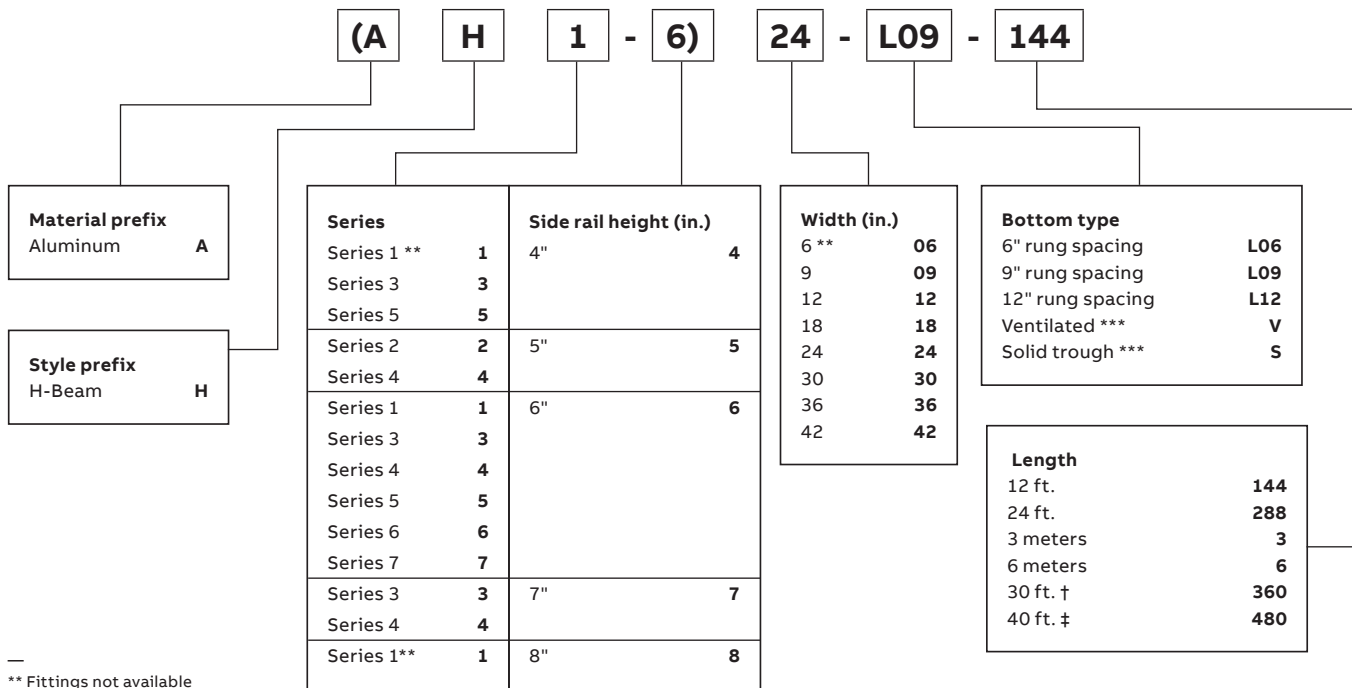 (A H 1 - 6) 24 - L09 - 144
Material prefix
Aluminum A
Style prefix
H-Beam H
Series Side rail height (in.)
Series 1 ** 1 4" 4
Series 3 3
Series 5 5
Series 2 2 5" 5
Series 4 4
Series 1 1 6" 6
Series 3 3
Series 4 4
Series 5 5
Series 6 6
Series 7 7
Series 3 3 7" 7
Series 4 4
Series 1** 1 8" 8
Width (in.)
6 ** 06
9 09
12 12
18 18
24 24
30 30
36 36
42 42
Bottom type
6" rung spacing L06
9" rung spacing L09
12" rung spacing L12
Ventilated *** V
Solid trough *** S
Length
12 ft. 144
24 ft. 288
3 meters 3
6 meters 6
30 ft. † 360
40 ft. ‡ 480
—
** Fittings not available